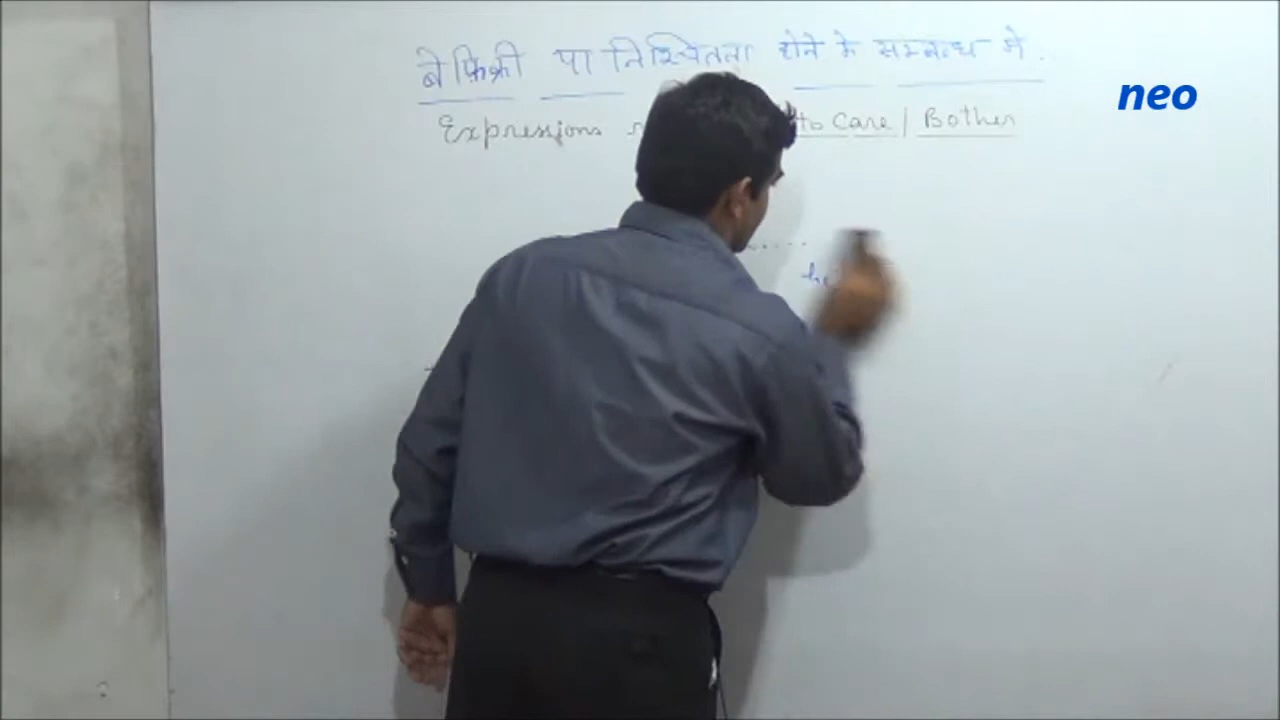 बेफिक्री या निश्चितता होने के सम्बन्ध में.
neo
Expressions to Care / Bother